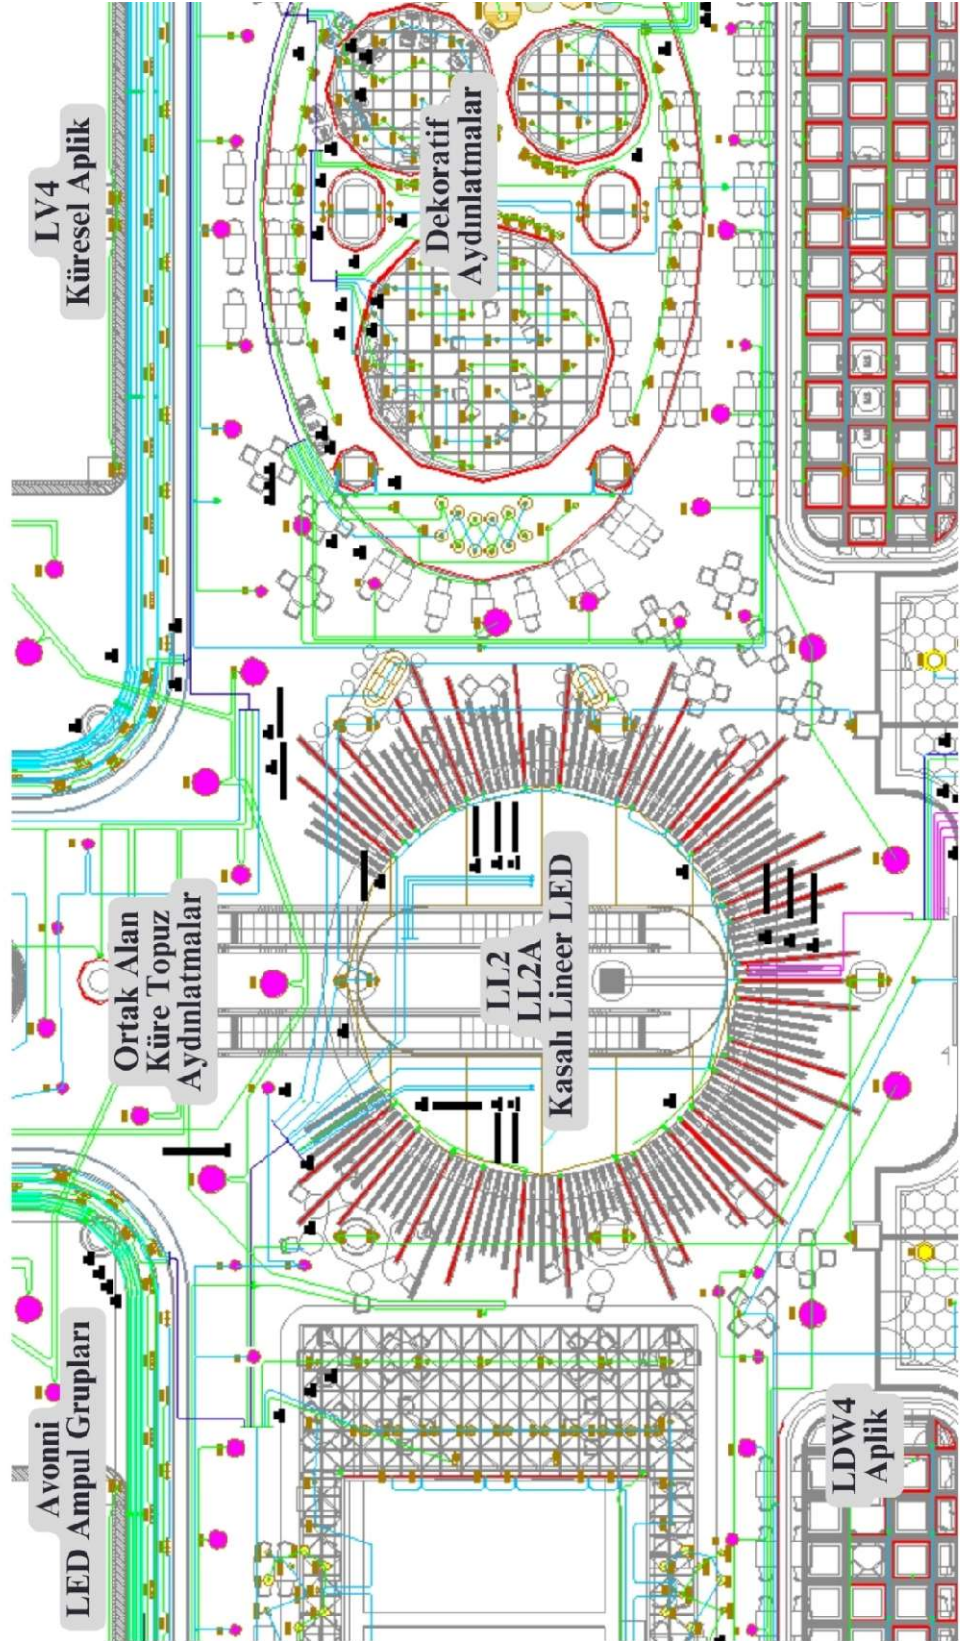 LV4
Küresel Aplik
Dekoratif
Aydınlatmalar
Ortak Alan
Küre Topuz
Aydınlatmalar
LL2
LL2A
Kasalı Lineer LED
Avonni
LED Ampul Grupları
LDW4
Aplik